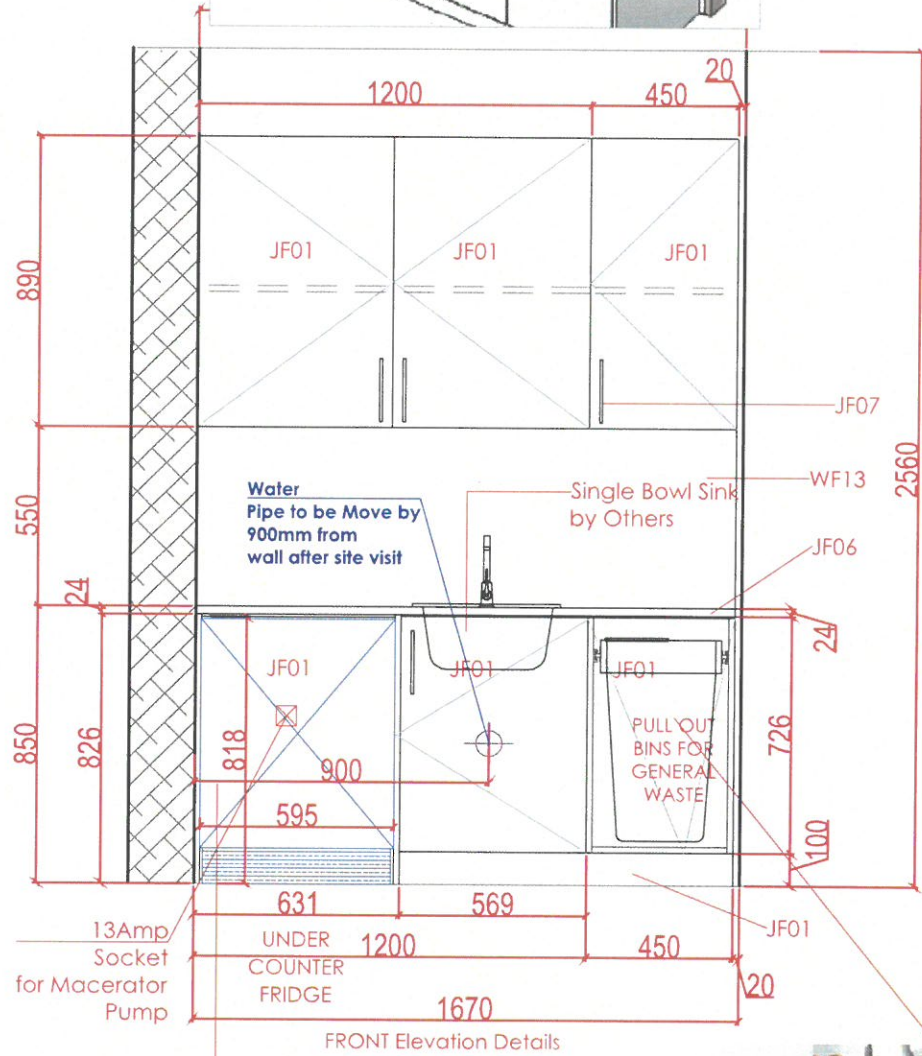 20
1200
450
JF01
JF01
JF01
890
JF07
2560
WF13
Water
Pipe to be Move by
900mm from
wall after site visit
Single Bowl Sink
by Others
550
JF06
24
24
JF01
JF01
JF01
PULL OUT
BINS FOR
GENERAL
WASTE
850
826
818
900
726
595
100
631
569
JF01
13Amp
Socket
for Macerator
Pump
UNDER
COUNTER
FRIDGE
1200
450
20
1670
FRONT Elevation Details